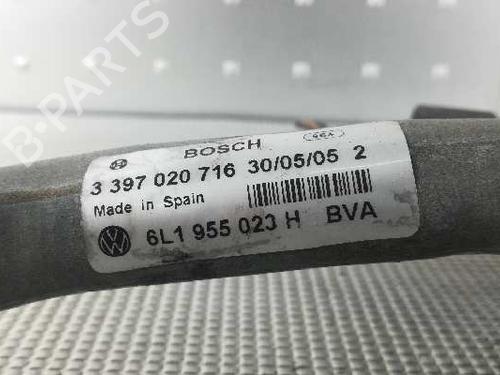 BOSCH
3 397 020 716 30/05/05 2
Made in Spain
6L1 955 023 H BVA
B-PARTS